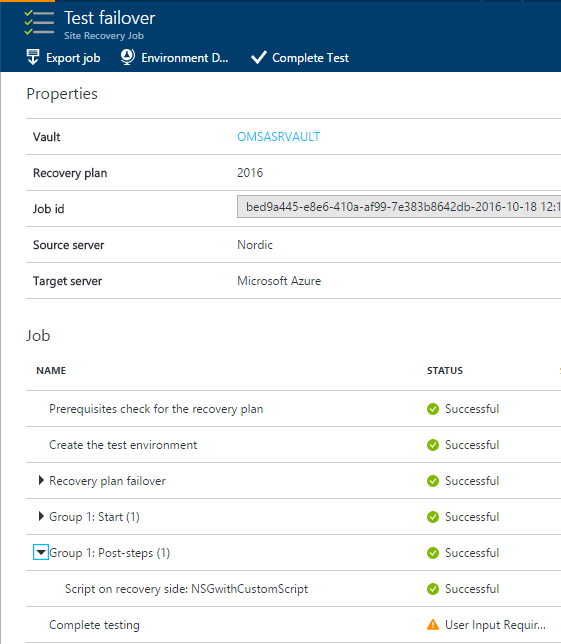 Test failover
Site Recovery Job
Export job Environment D... Complete Test
Properties
Vault OMSASRVAULT
Recovery plan 2016
Job id bed9a445-e8e6-410a-af99-7e383b8642db-2016-10-18 12:1
Source server Nordic
Target server Microsoft Azure
Job
NAME STATUS
Prerequisites check for the recovery plan Successful
Create the test environment Successful
Recovery plan failover Successful
Group 1: Start (1) Successful
Group 1: Post-steps (1) Successful
Script on recovery side: NSGwithCustomScript Successful
Complete testing User Input Requir...